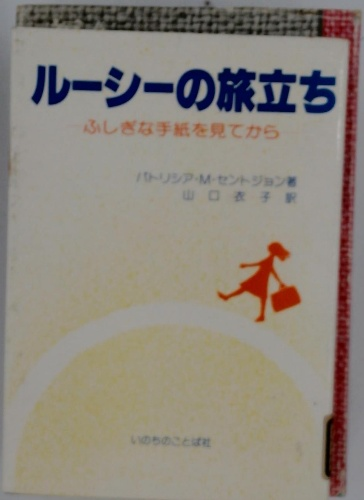 ルーシーの旅立ち
ふしぎな手紙を見てから
パトリシア・M・セントジョン著
山口衣子訳
いのちのことば社